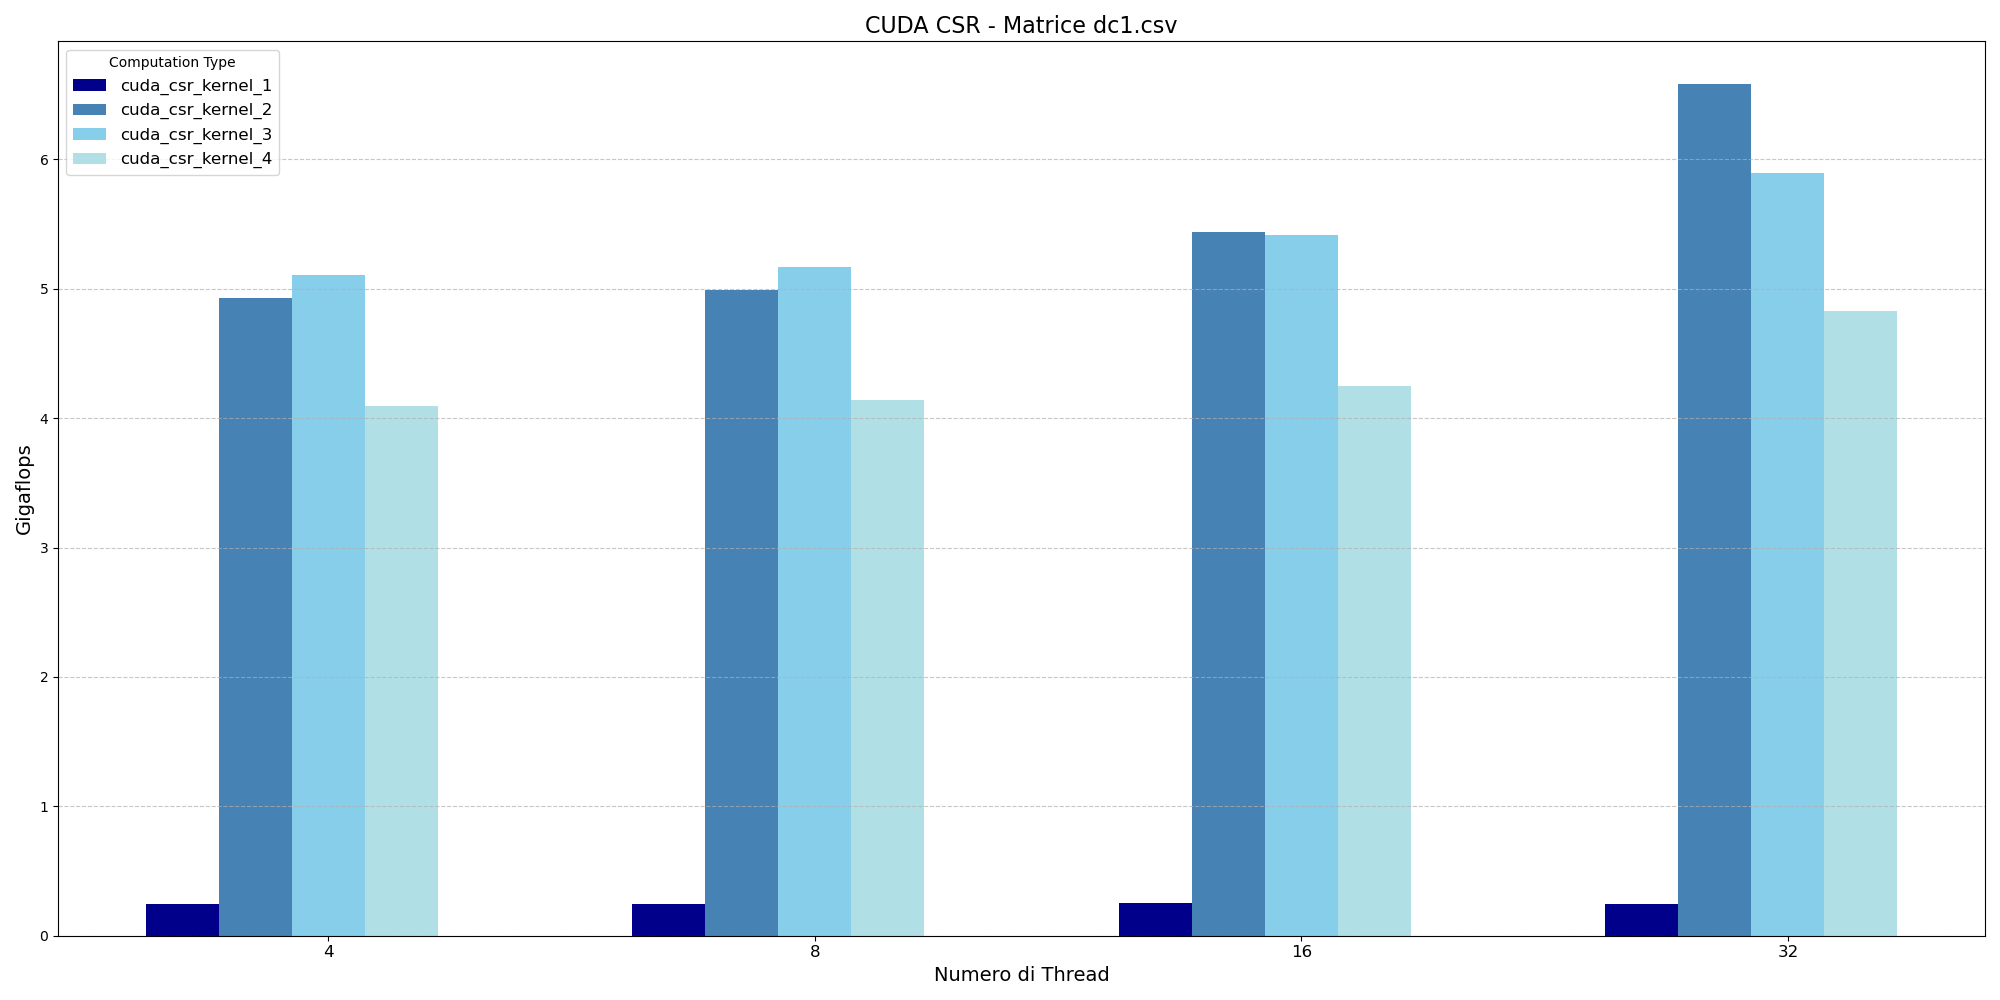 CUDA CSR - Matrice dc1.csv
Computation Type
cuda_csr_kernel_1
cuda_csr_kernel_2
cuda_csr_kernel_3
cuda_csr_kernel_4
Gigaflops
6
5
4
3
2
1
0
4 8 16 32
Numero di Thread